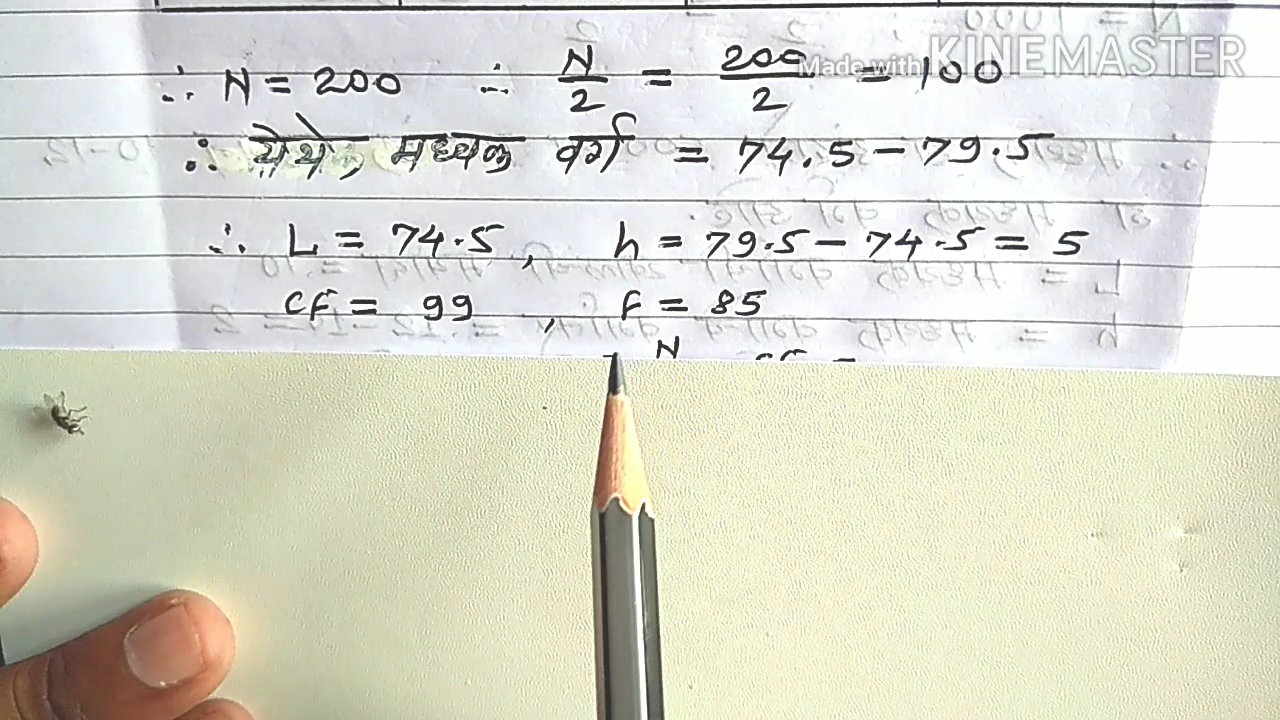 ∴ N = 200 ∴ N/2 = 200/2 = 100
Made with KINEMASTER
∴ येथे, मध्यक वर्ग = 74.5 – 79.5
∴ L = 74.5, h = 79.5 – 74.5 = 5
cF = 99, F = 85
N